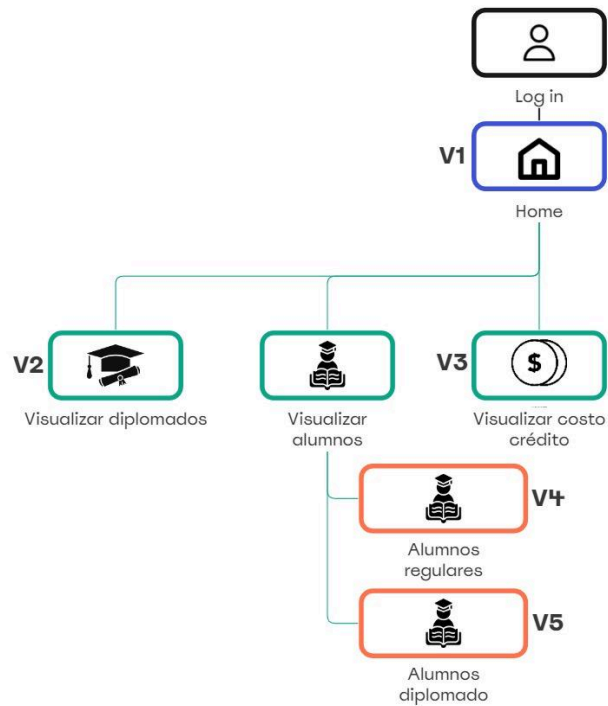 Log in
V1
Home
V2
Visualizar diplomados
Visualizar
alumnos
V3
$
Visualizar costo
crédito
V4
Alumnos
regulares
V5
Alumnos
diplomado